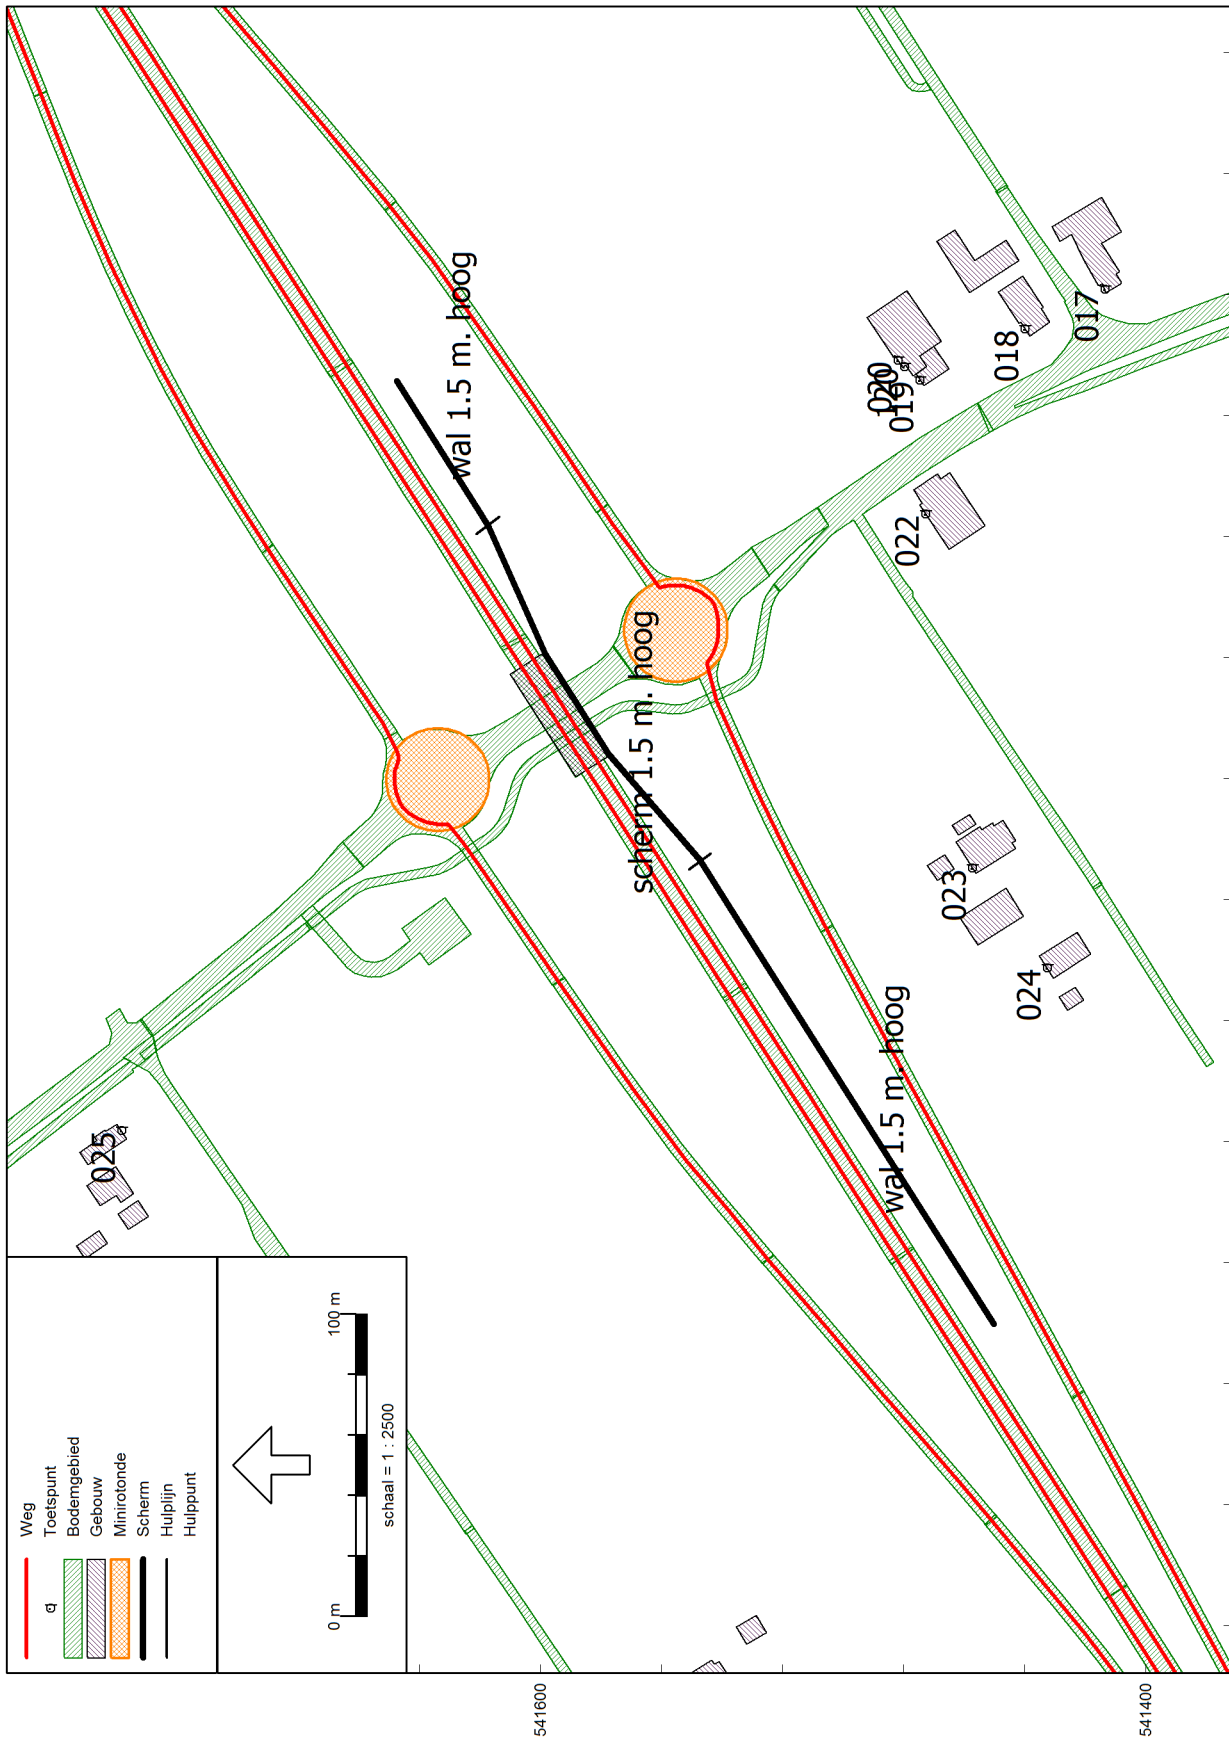 Weg
Toetspunt
Bodemgebied
Gebouw
Minirotonde
Scherm
Hulplijn
Hulppunt
0 m
100 m
schaal = 1 : 2500
025
wal 1.5 m. hoog
scherm 1.5 m. hoog
wal 1.5 m. hoog
020
019
018
017
022
023
024
541600
541400